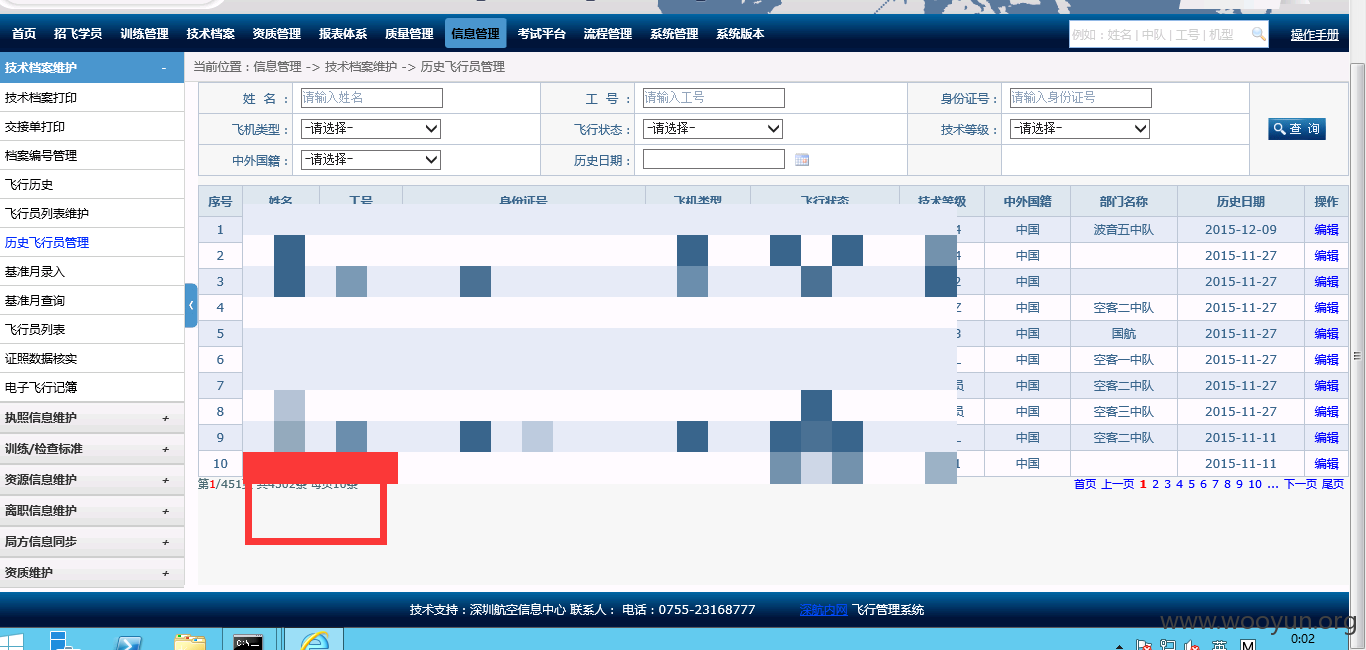 首页 招飞学员 训练管理 技术档案 资质管理 报表体系 质量管理 信息管理 考试平台 流程管理 系统管理 系统版本 例如：姓名 | 中队 | 工号 | 机型 操作手册
技术档案维护 -
当前位置：信息管理 -> 技术档案维护 -> 历史飞行员管理
技术档案打印
交接单打印
档案编号管理
飞行历史
飞行员列表维护
历史飞行员管理
基准月录入
基准月查询
飞行员列表
证照数据核实
电子飞行记簿
执照信息维护 +
训练/检查标准 +
资源信息维护 +
离职信息维护 +
局方信息同步 +
资质维护 +
姓 名 ： 请输入姓名 工 号 ： 请输入工号 身份证号： 请输入身份证号
飞机类型： -请选择- 飞行状态： -请选择- 技术等级： -请选择-
中外国籍： -请选择- 历史日期：
查 询
序号 姓名 工号 身份证号 飞机类型 飞行状态 技术等级 中外国籍 部门名称 历史日期 操作
1 4 中国 波音五中队 2015-12-09 编辑
2 4 中国 2015-11-27 编辑
3 2 中国 2015-11-27 编辑
4 中国 空客二中队 2015-11-27 编辑
5 3 中国 国航 2015-11-27 编辑
6 中国 空客一中队 2015-11-27 编辑
7 员 中国 空客二中队 2015-11-27 编辑
8 员 中国 空客三中队 2015-11-27 编辑
9 中国 空客二中队 2015-11-11 编辑
10 1 中国 2015-11-11 编辑
第1/451页 共4502条 每页10条
首页 上一页 1 2 3 4 5 6 7 8 9 10 ... 下一页 尾页
技术支持：深圳航空信息中心 联系人： 电话：0755-23168777 深航内网 飞行管理系统
www.wooyun.org
英 M 0:02